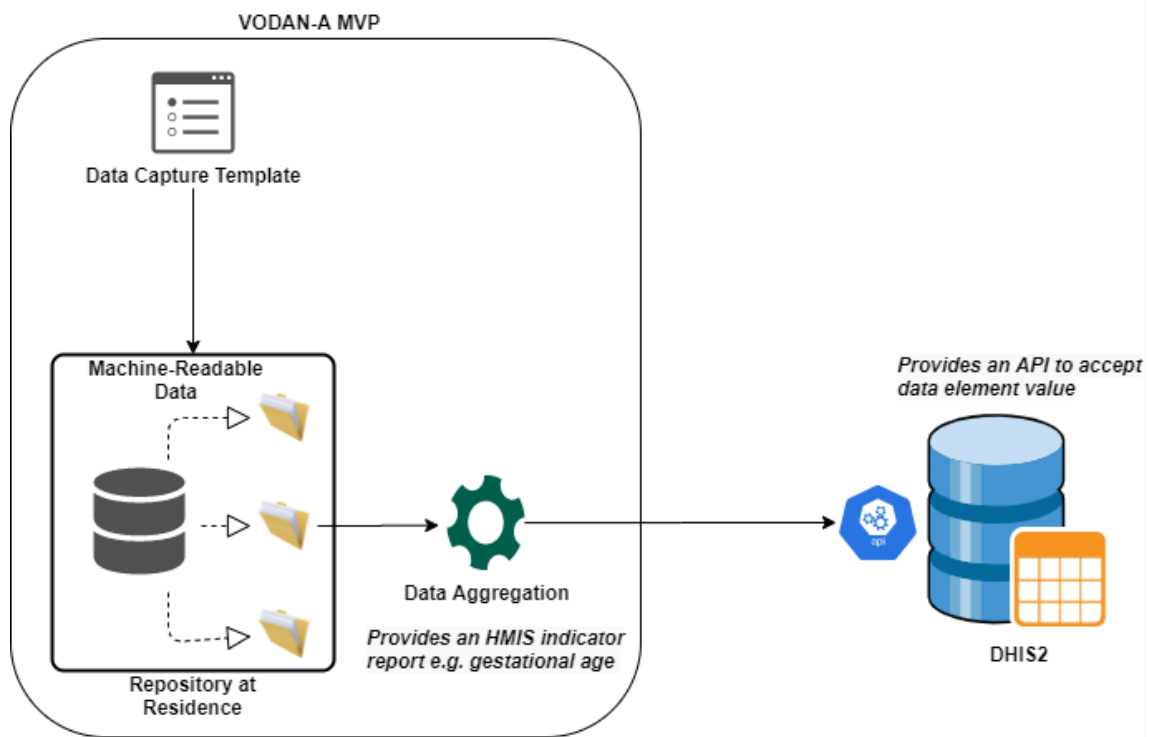 VODAN-A MVP
Data Capture Template
Machine-Readable
Data
Repository at
Residence
Data Aggregation
Provides an HMIS indicator
report e.g. gestational age
Provides an API to accept
data element value
api
DHIS2